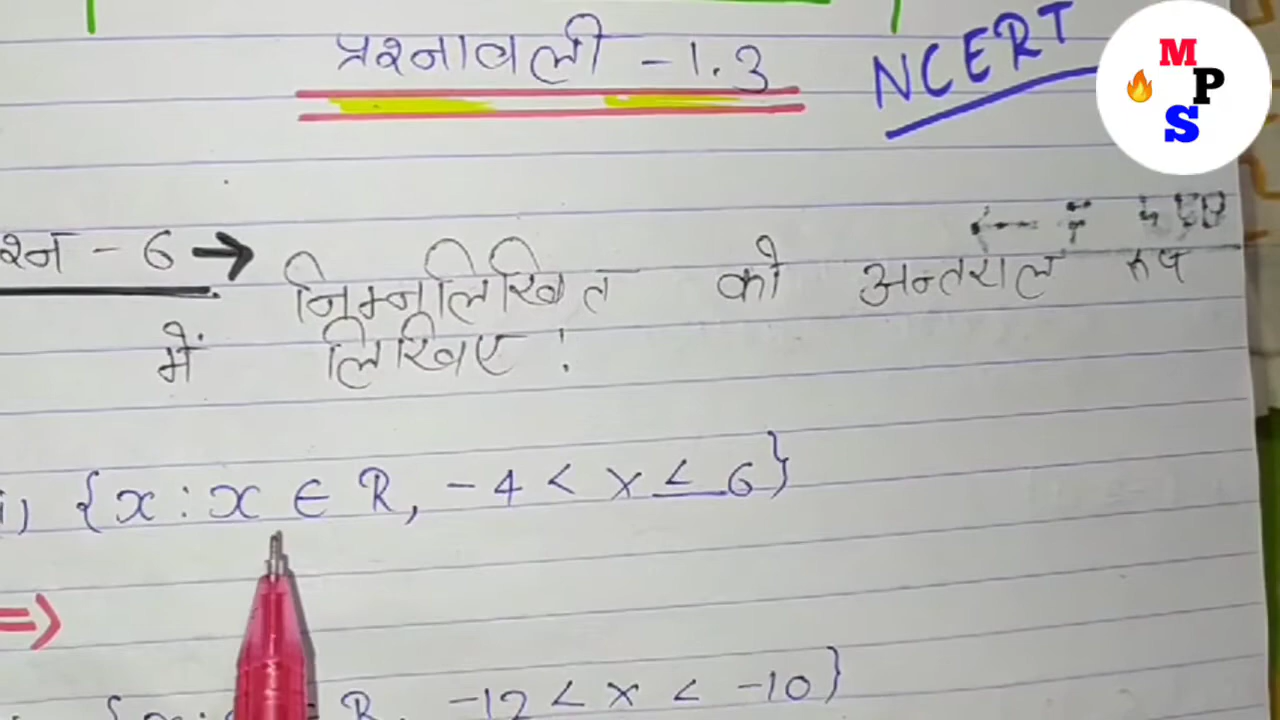 प्रश्नावली - 1.3
NCERT
M
P
S
श्न - 6 → निम्नलिखित को अन्तराल रूप
में लिखिए :
i) {x : x ∈ R, -4 < x ≤ 6}
⇒
R, -12 < x < -10}